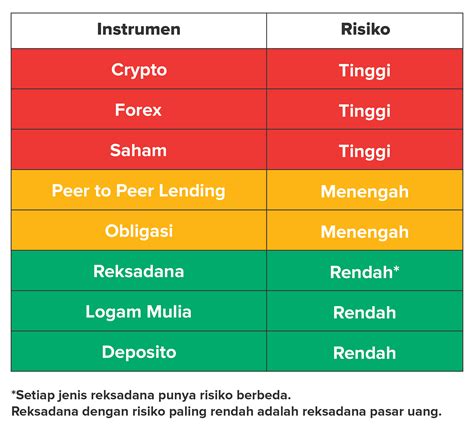 Instrumen Risiko
Crypto Tinggi
Forex Tinggi
Saham Tinggi
Peer to Peer Lending Menengah
Obligasi Menengah
Reksadana Rendah*
Logam Mulia Rendah
Deposito Rendah
*Setiap jenis reksadana punya risiko berbeda.
Reksadana dengan risiko paling rendah adalah reksadana pasar uang.